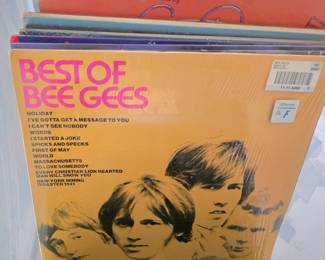 BEST OF
BEE GEES
HOLIDAY
I'VE GOTTA GET A MESSAGE TO YOU
I CAN'T SEE NOBODY
WORDS
I STARTED A JOKE
SPICKS AND SPECKS
FIRST OF MAY
WORLD
MASSACHUSETTS
TO LOVE SOMEBODY
EVERY CHRISTIAN LION HEARTED
MAN WILL SHOW YOU
NEW YORK MINING
DISASTER 1941
F